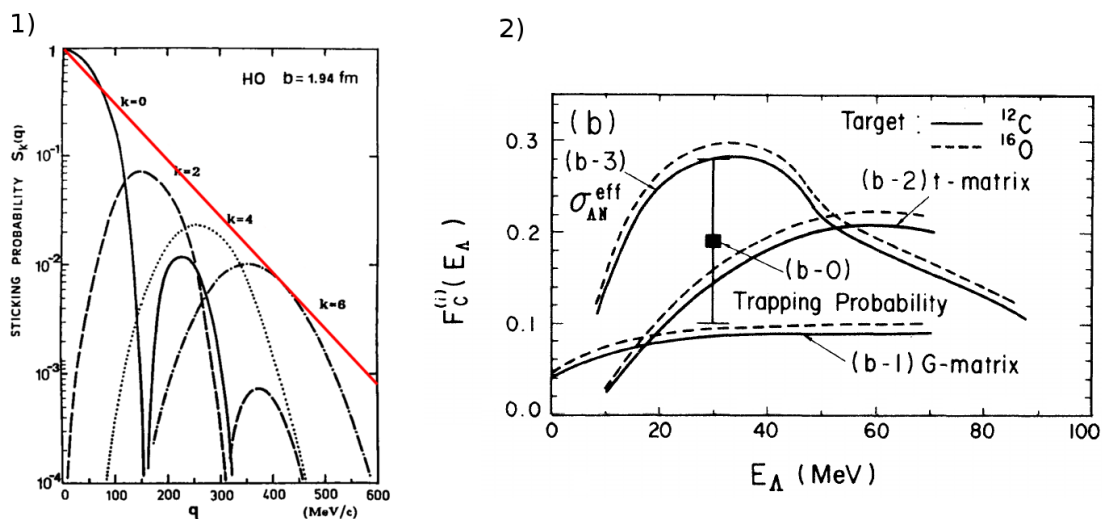 1)
HO b = 1.94 fm
k=0
k=2
k=4
k=6
STICKING PROBABILITY S_k(q)
1
10^-1
10^-2
10^-3
10^-4
0 100 200 300 400 500 600
q (MeV/c)
2)
(b)
Target : ¹²C
¹⁶O
(b-3)
σ_ΛN^eff
(b-2) t-matrix
(b-0)
Trapping Probability
(b-1) G-matrix
F_C^(i) (E_Λ)
0.3
0.2
0.1
0.0
0 20 40 60 80 100
E_Λ (MeV)